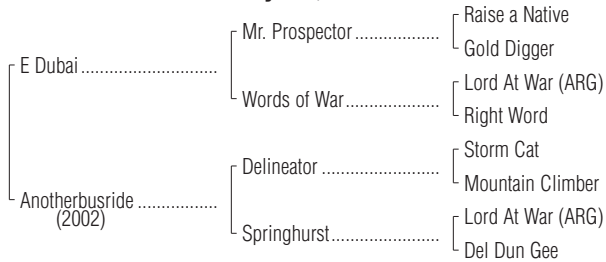 Raise a Native
Mr. Prospector ..................
Gold Digger
E Dubai .............................
Lord At War (ARG)
Words of War....................
Right Word
Storm Cat
Delineator .........................
Mountain Climber
Anotherbusride .................
(2002)
Lord At War (ARG)
Springhurst.......................
Del Dun Gee